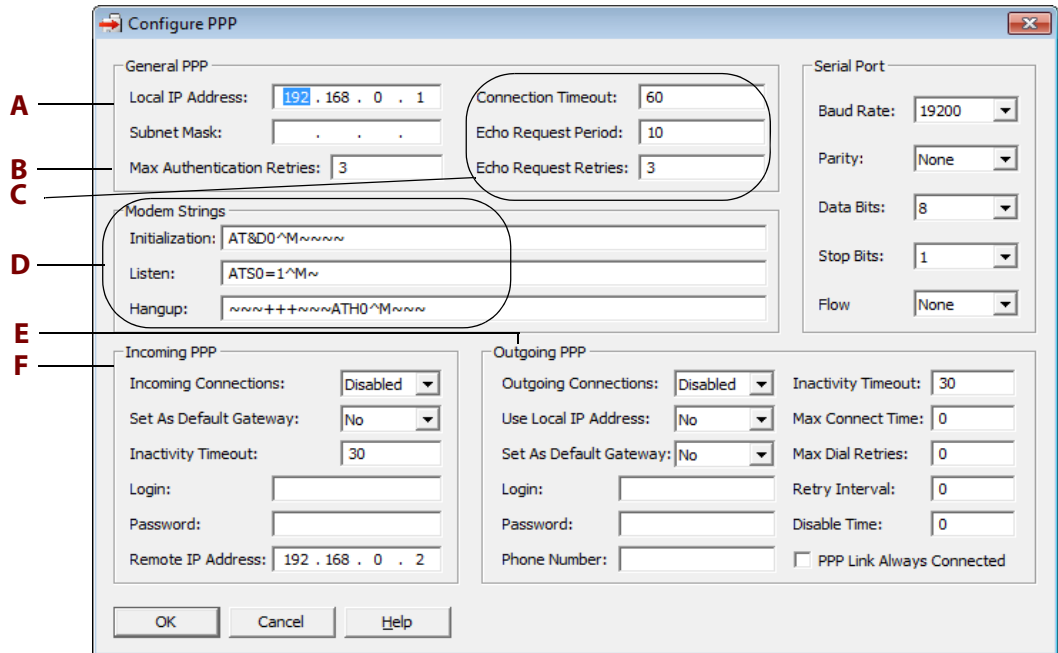 Configure PPP
General PPP
A
Local IP Address: 192 . 168 . 0 . 1
Subnet Mask: . . .
B
Max Authentication Retries: 3
C
Connection Timeout: 60
Echo Request Period: 10
Echo Request Retries: 3
Serial Port
Baud Rate: 19200
Parity: None
Data Bits: 8
Stop Bits: 1
Flow None
Modem Strings
D
Initialization: AT&D0^M~~~~
Listen: ATS0=1^M~
Hangup: ~~~+++~~~ATH0^M~~~
E
F
Incoming PPP
Incoming Connections: Disabled
Set As Default Gateway: No
Inactivity Timeout: 30
Login:
Password:
Remote IP Address: 192 . 168 . 0 . 2
Outgoing PPP
Outgoing Connections: Disabled
Use Local IP Address: No
Set As Default Gateway: No
Login:
Password:
Phone Number:
Inactivity Timeout: 30
Max Connect Time: 0
Max Dial Retries: 0
Retry Interval: 0
Disable Time: 0
PPP Link Always Connected
OK
Cancel
Help